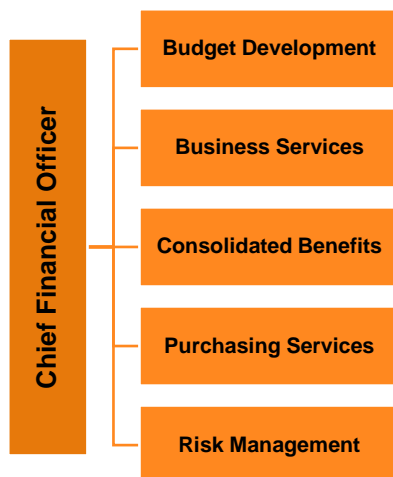 Chief Financial Officer
Budget Development
Business Services
Consolidated Benefits
Purchasing Services
Risk Management